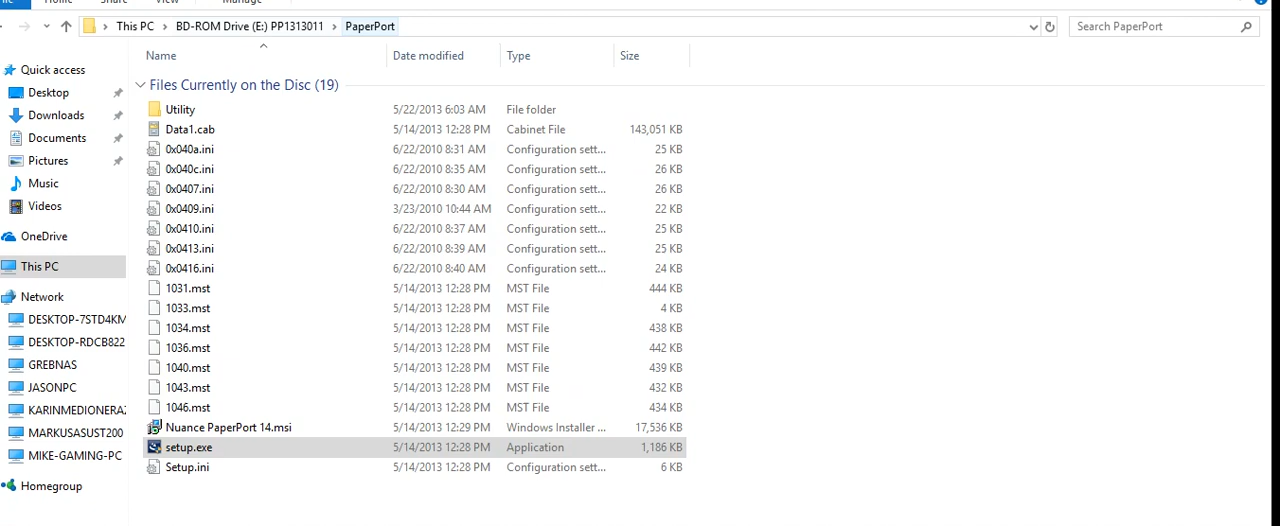 Home Share View Manage
This PC > BD-ROM Drive (E:) PP1313011 > PaperPort
Search PaperPort
Name Date modified Type Size
Files Currently on the Disc (19)
Utility 5/22/2013 6:03 AM File folder
Data1.cab 5/14/2013 12:28 PM Cabinet File 143,051 KB
0x040a.ini 6/22/2010 8:31 AM Configuration sett... 25 KB
0x040c.ini 6/22/2010 8:35 AM Configuration sett... 26 KB
0x0407.ini 6/22/2010 8:30 AM Configuration sett... 26 KB
0x0409.ini 3/23/2010 10:44 AM Configuration sett... 22 KB
0x0410.ini 6/22/2010 8:37 AM Configuration sett... 25 KB
0x0413.ini 6/22/2010 8:39 AM Configuration sett... 25 KB
0x0416.ini 6/22/2010 8:40 AM Configuration sett... 24 KB
1031.mst 5/14/2013 12:28 PM MST File 444 KB
1033.mst 5/14/2013 12:28 PM MST File 4 KB
1034.mst 5/14/2013 12:28 PM MST File 438 KB
1036.mst 5/14/2013 12:28 PM MST File 442 KB
1040.mst 5/14/2013 12:28 PM MST File 439 KB
1043.mst 5/14/2013 12:28 PM MST File 432 KB
1046.mst 5/14/2013 12:28 PM MST File 434 KB
Nuance PaperPort 14.msi 5/14/2013 12:29 PM Windows Installer ... 17,536 KB
setup.exe 5/14/2013 12:28 PM Application 1,186 KB
Setup.ini 5/14/2013 12:28 PM Configuration sett... 6 KB
Quick access
Desktop
Downloads
Documents
Pictures
Music
Videos
OneDrive
This PC
Network
DESKTOP-7STD4KM
DESKTOP-RDCB822
GREBNAS
JASONPC
KARINMEDIONERAZ
MARKUSASUST200
MIKE-GAMING-PC
Homegroup